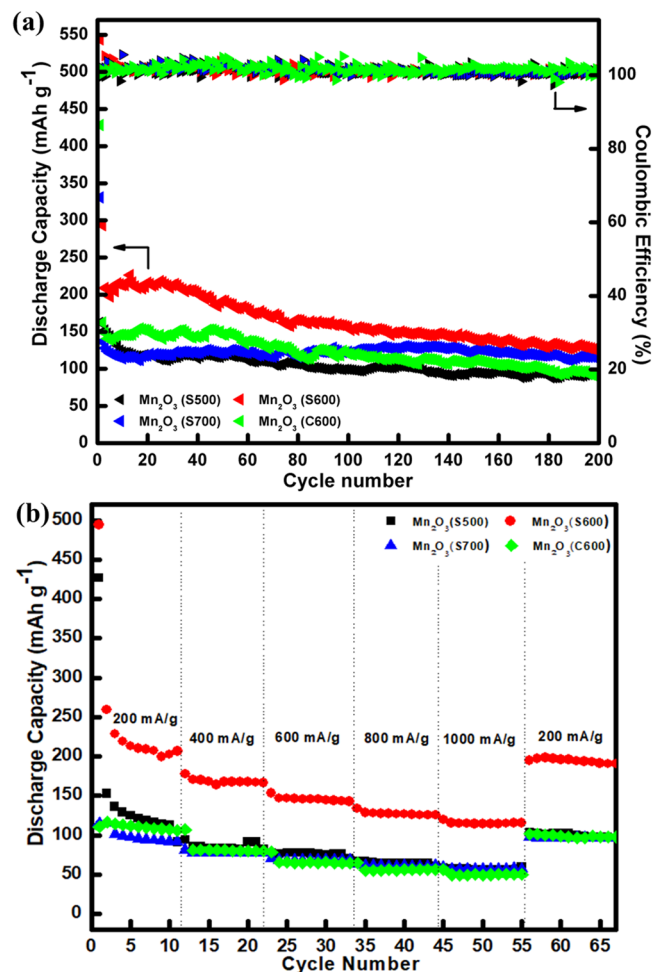 (a)
550
500
450
400
350
300
250
200
150
100
50
0
Discharge Capacity (mAh g⁻¹)
100
80
60
40
20
0
Coulombic Efficiency (%)
Mn₂O₃ (S500)
Mn₂O₃ (S600)
Mn₂O₃ (S700)
Mn₂O₃ (C600)
0 20 40 60 80 100 120 140 160 180 200
Cycle number
(b)
500
450
400
350
300
250
200
150
100
50
0
Discharge Capacity (mAh g⁻¹)
Mn₂O₃(S500)
Mn₂O₃(S600)
Mn₂O₃(S700)
Mn₂O₃(C600)
200 mA/g
400 mA/g
600 mA/g
800 mA/g
1000 mA/g
200 mA/g
0 5 10 15 20 25 30 35 40 45 50 55 60 65
Cycle Number